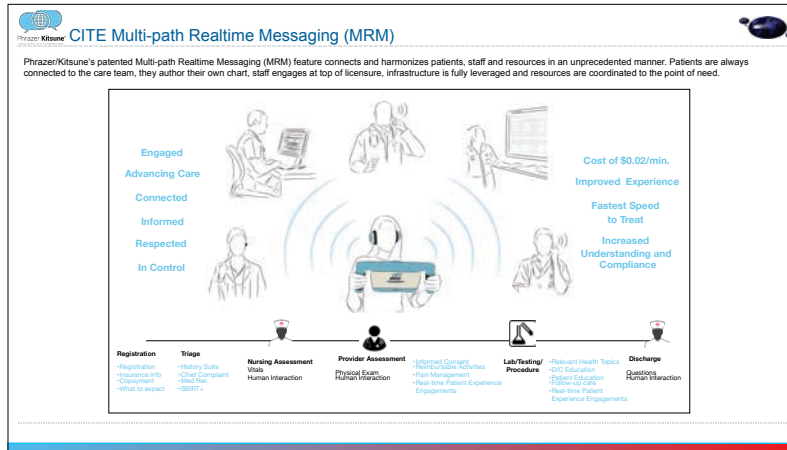 Phrazer Kitsune®
CITE Multi-path Realtime Messaging (MRM)
Phrazer/Kitsune's patented Multi-path Realtime Messaging (MRM) feature connects and harmonizes patients, staff and resources in an unprecedented manner. Patients are always
connected to the care team, they author their own chart, staff engages at top of licensure, infrastructure is fully leveraged and resources are coordinated to the point of need.
Engaged
Advancing Care
Connected
Informed
Respected
In Control
Cost of $0.02/min.
Improved Experience
Fastest Speed
to Treat
Increased
Understanding and
Compliance
Registration
•Registration
•Insurance info
•Copayment
•What to expect
Triage
•History Suite
•Chief Complaint
•Med Rec
•SBIRT+
Nursing Assessment
Vitals
Human Interaction
Provider Assessment
Physical Exam
Human Interaction
•Informed Consent
•Reimbursable Activities
•Pain Management
•Real-time Patient Experience
Engagements
Lab/Testing/
Procedure
•Relevant Health Topics
•D/C Education
•Patient Education
•Follow-up care
•Real-time Patient
Experience Engagements
Discharge
Questions
Human Interaction